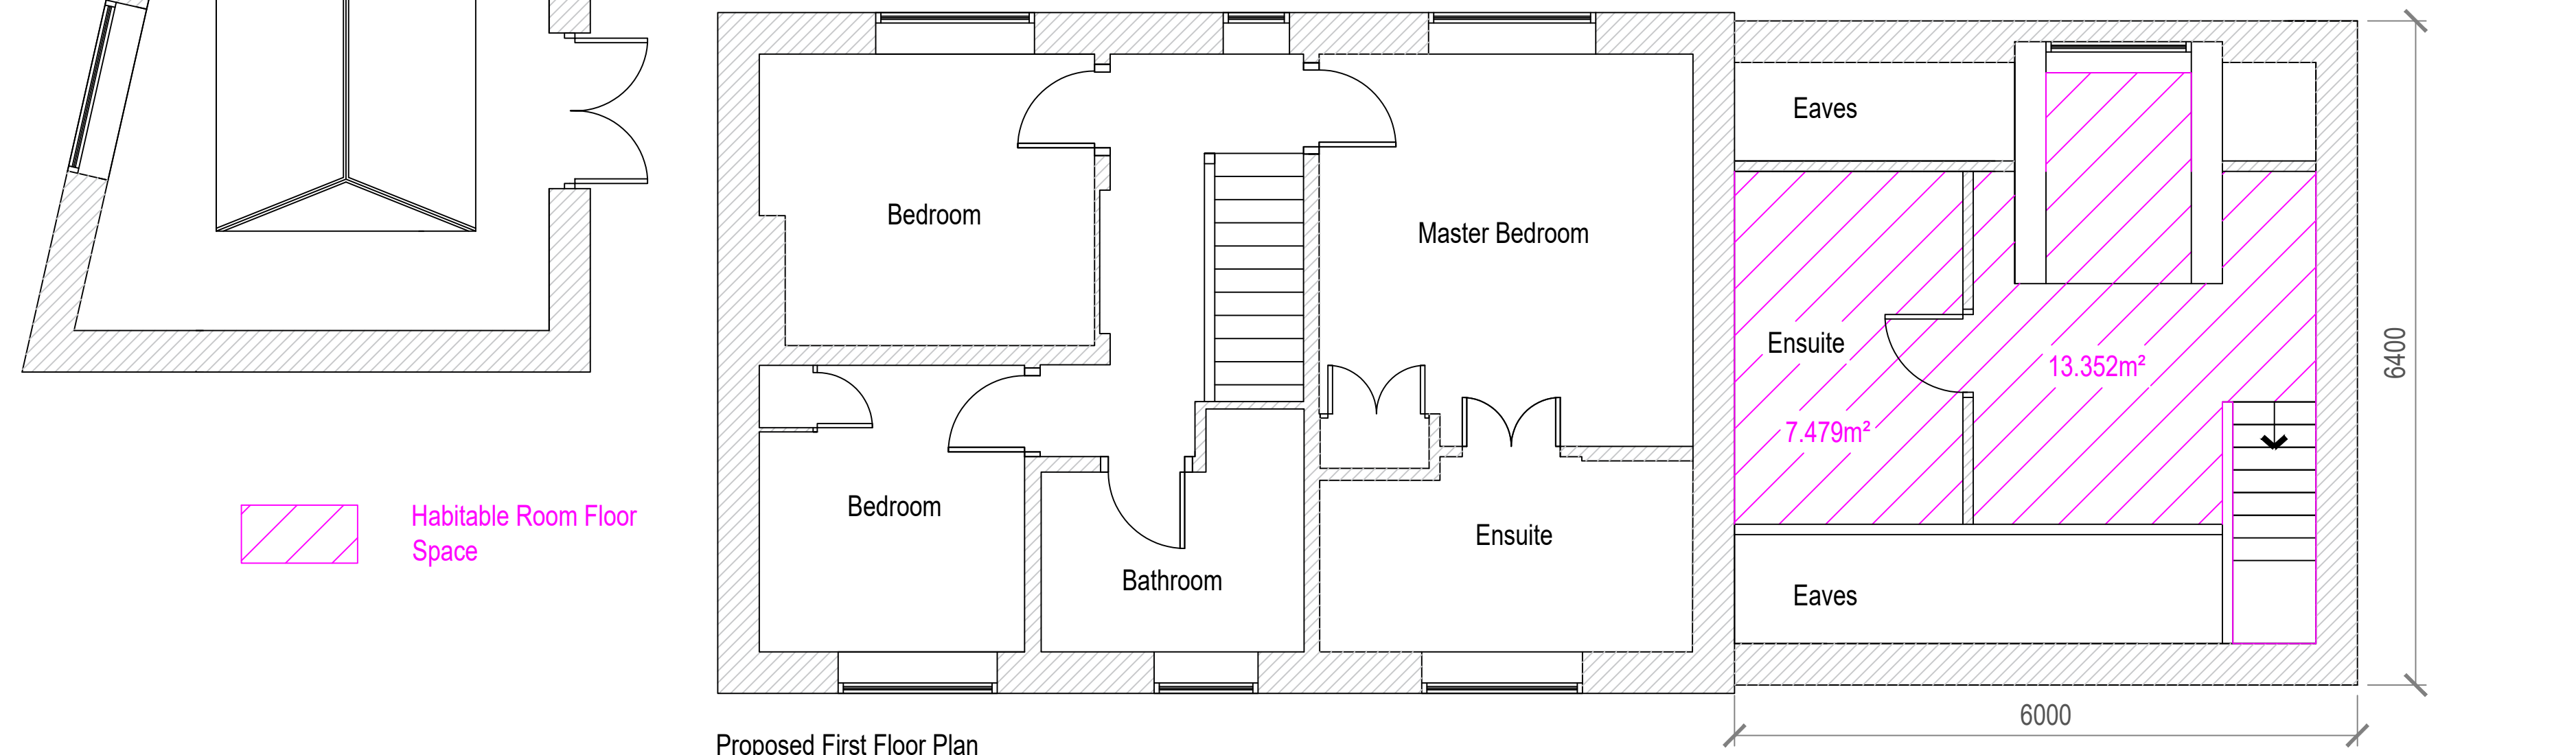 Eaves
Bedroom
Master Bedroom
Ensuite
13.352m²
6400
7.479m²
Habitable Room Floor
Space
Bedroom
Ensuite
Bathroom
Eaves
6000
Proposed First Floor Plan